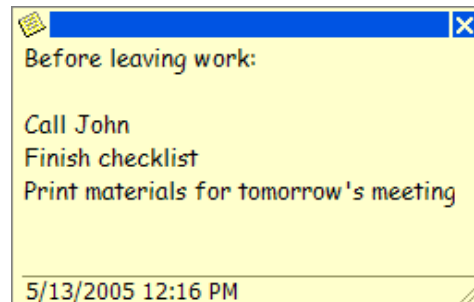 Before leaving work:
Call John
Finish checklist
Print materials for tomorrow's meeting
5/13/2005 12:16 PM